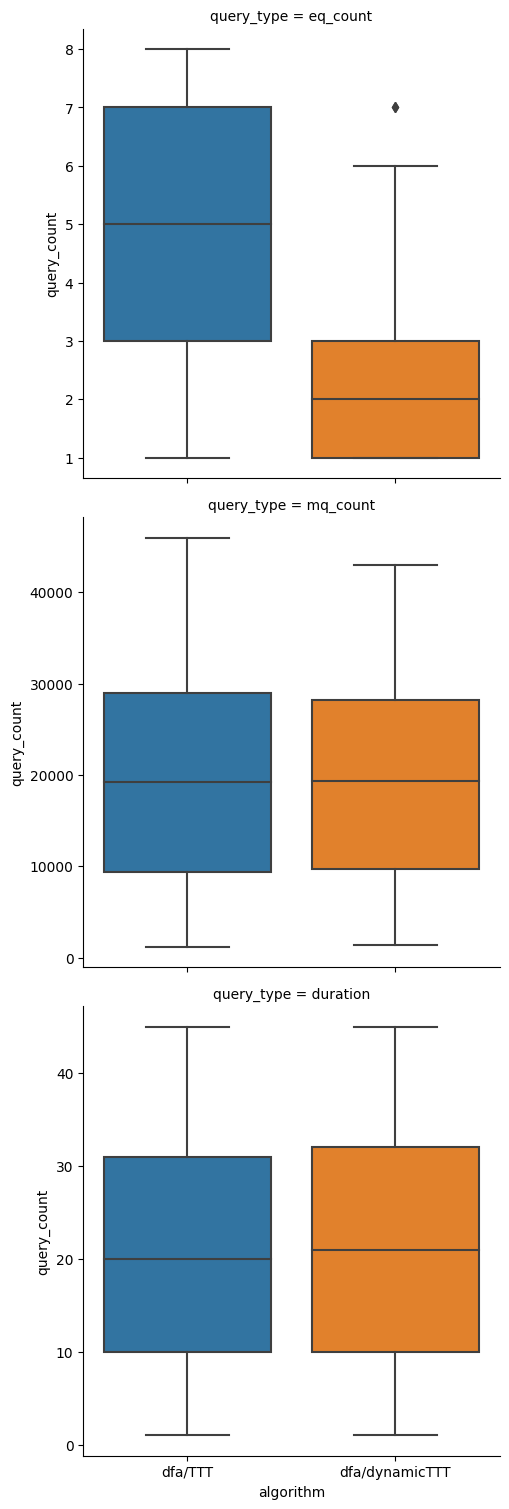 query_type = eq_count
8
7
6
5
4
3
2
1
query_count
query_type = mq_count
40000
30000
20000
10000
0
query_count
query_type = duration
40
30
20
10
0
query_count
dfa/TTT
dfa/dynamicTTT
algorithm